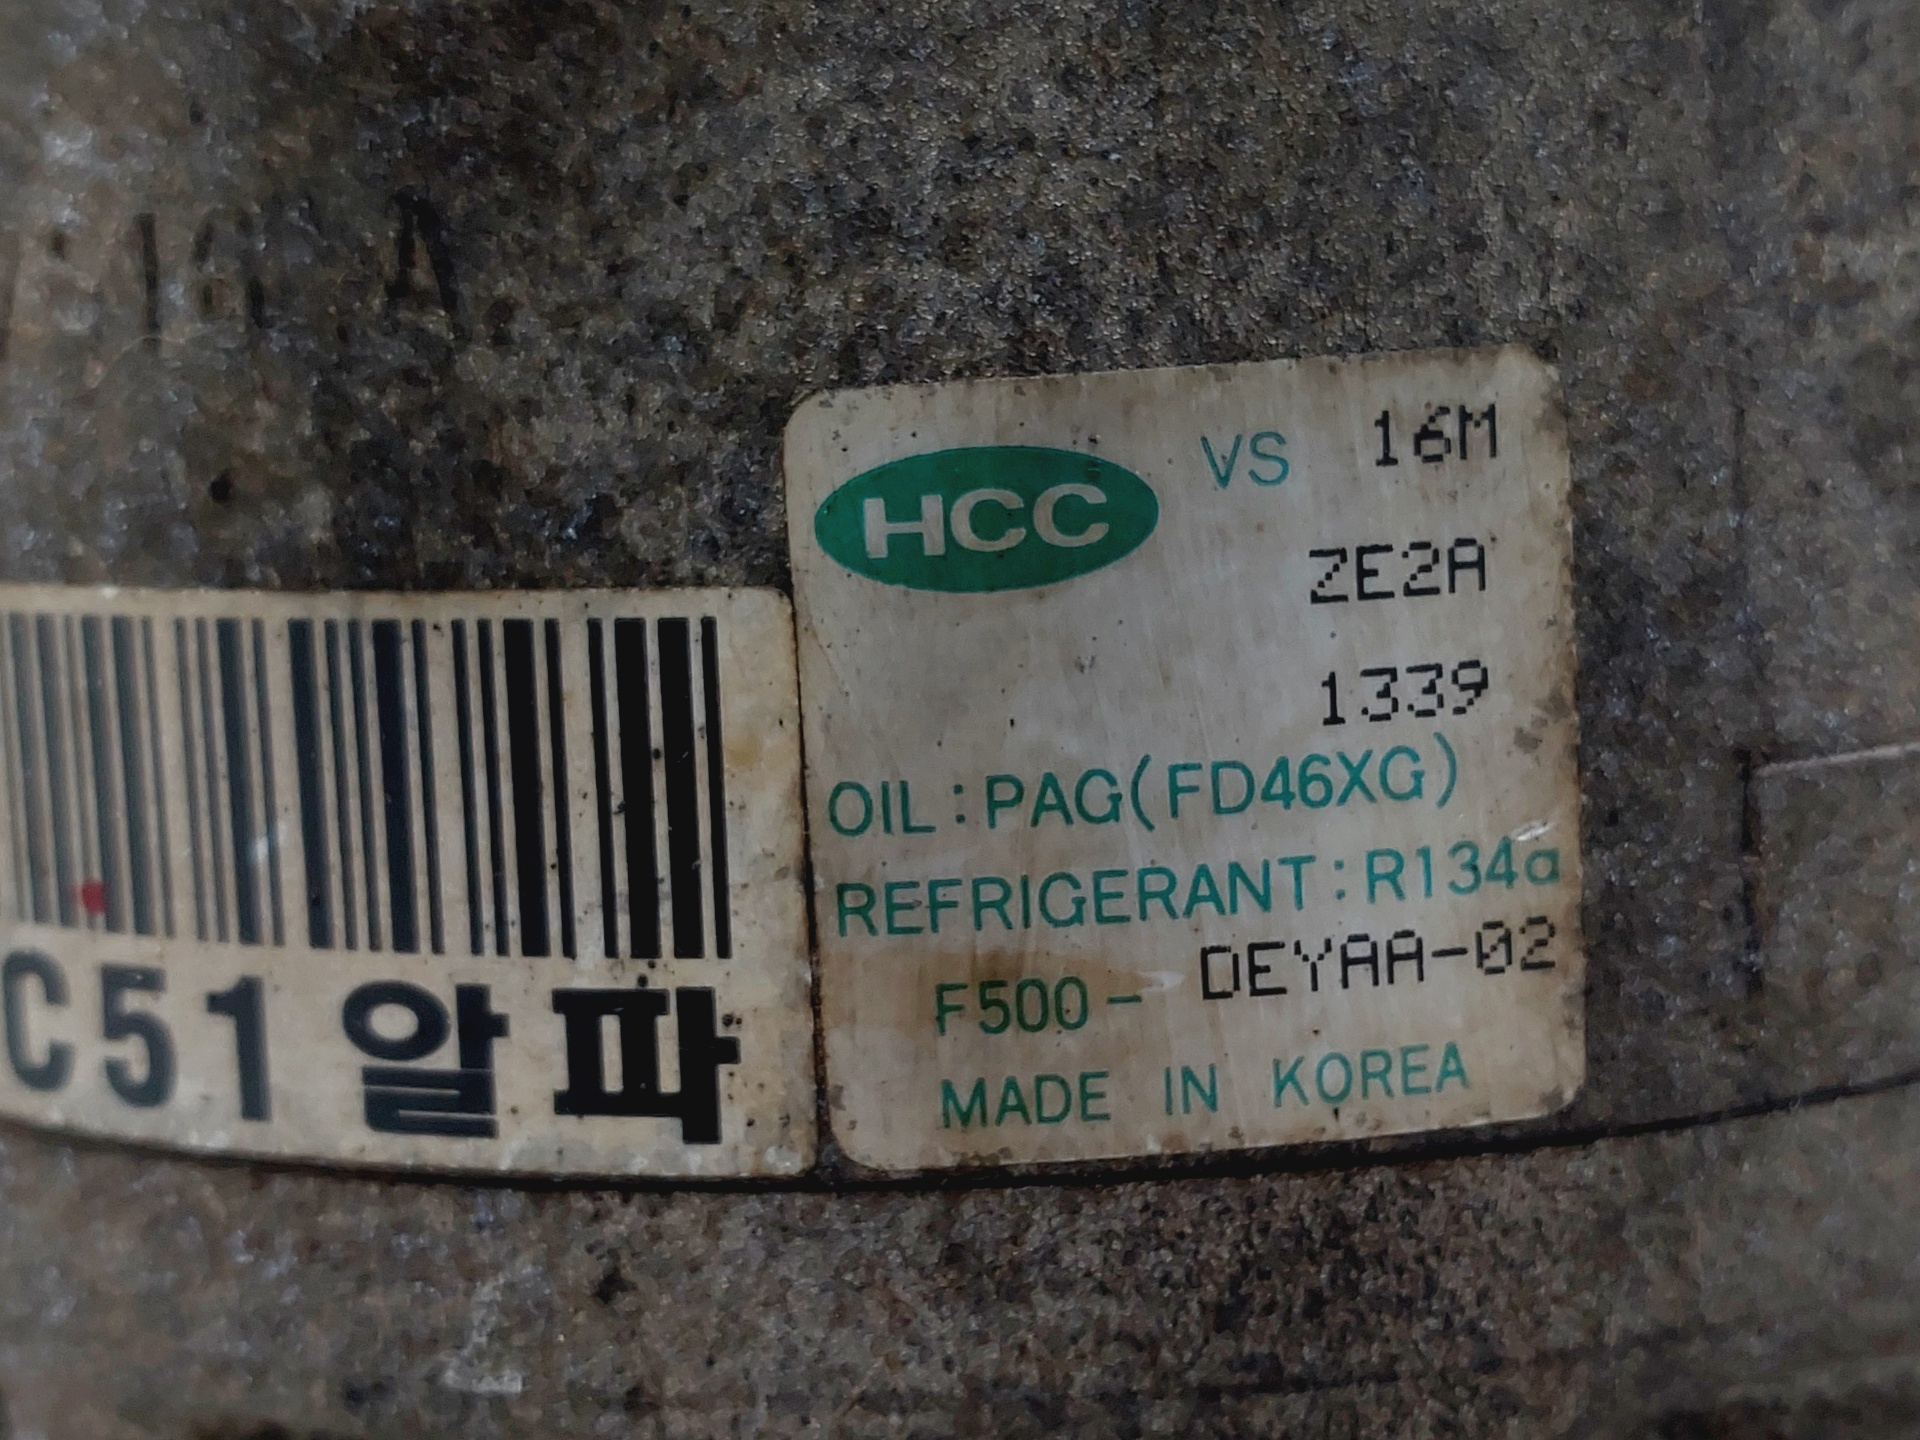 HCC VS 16M
ZE2A
1339
OIL : PAG(FD46XG)
REFRIGERANT : R134a
F500- DEYAA-02
MADE IN KOREA
C51 알파